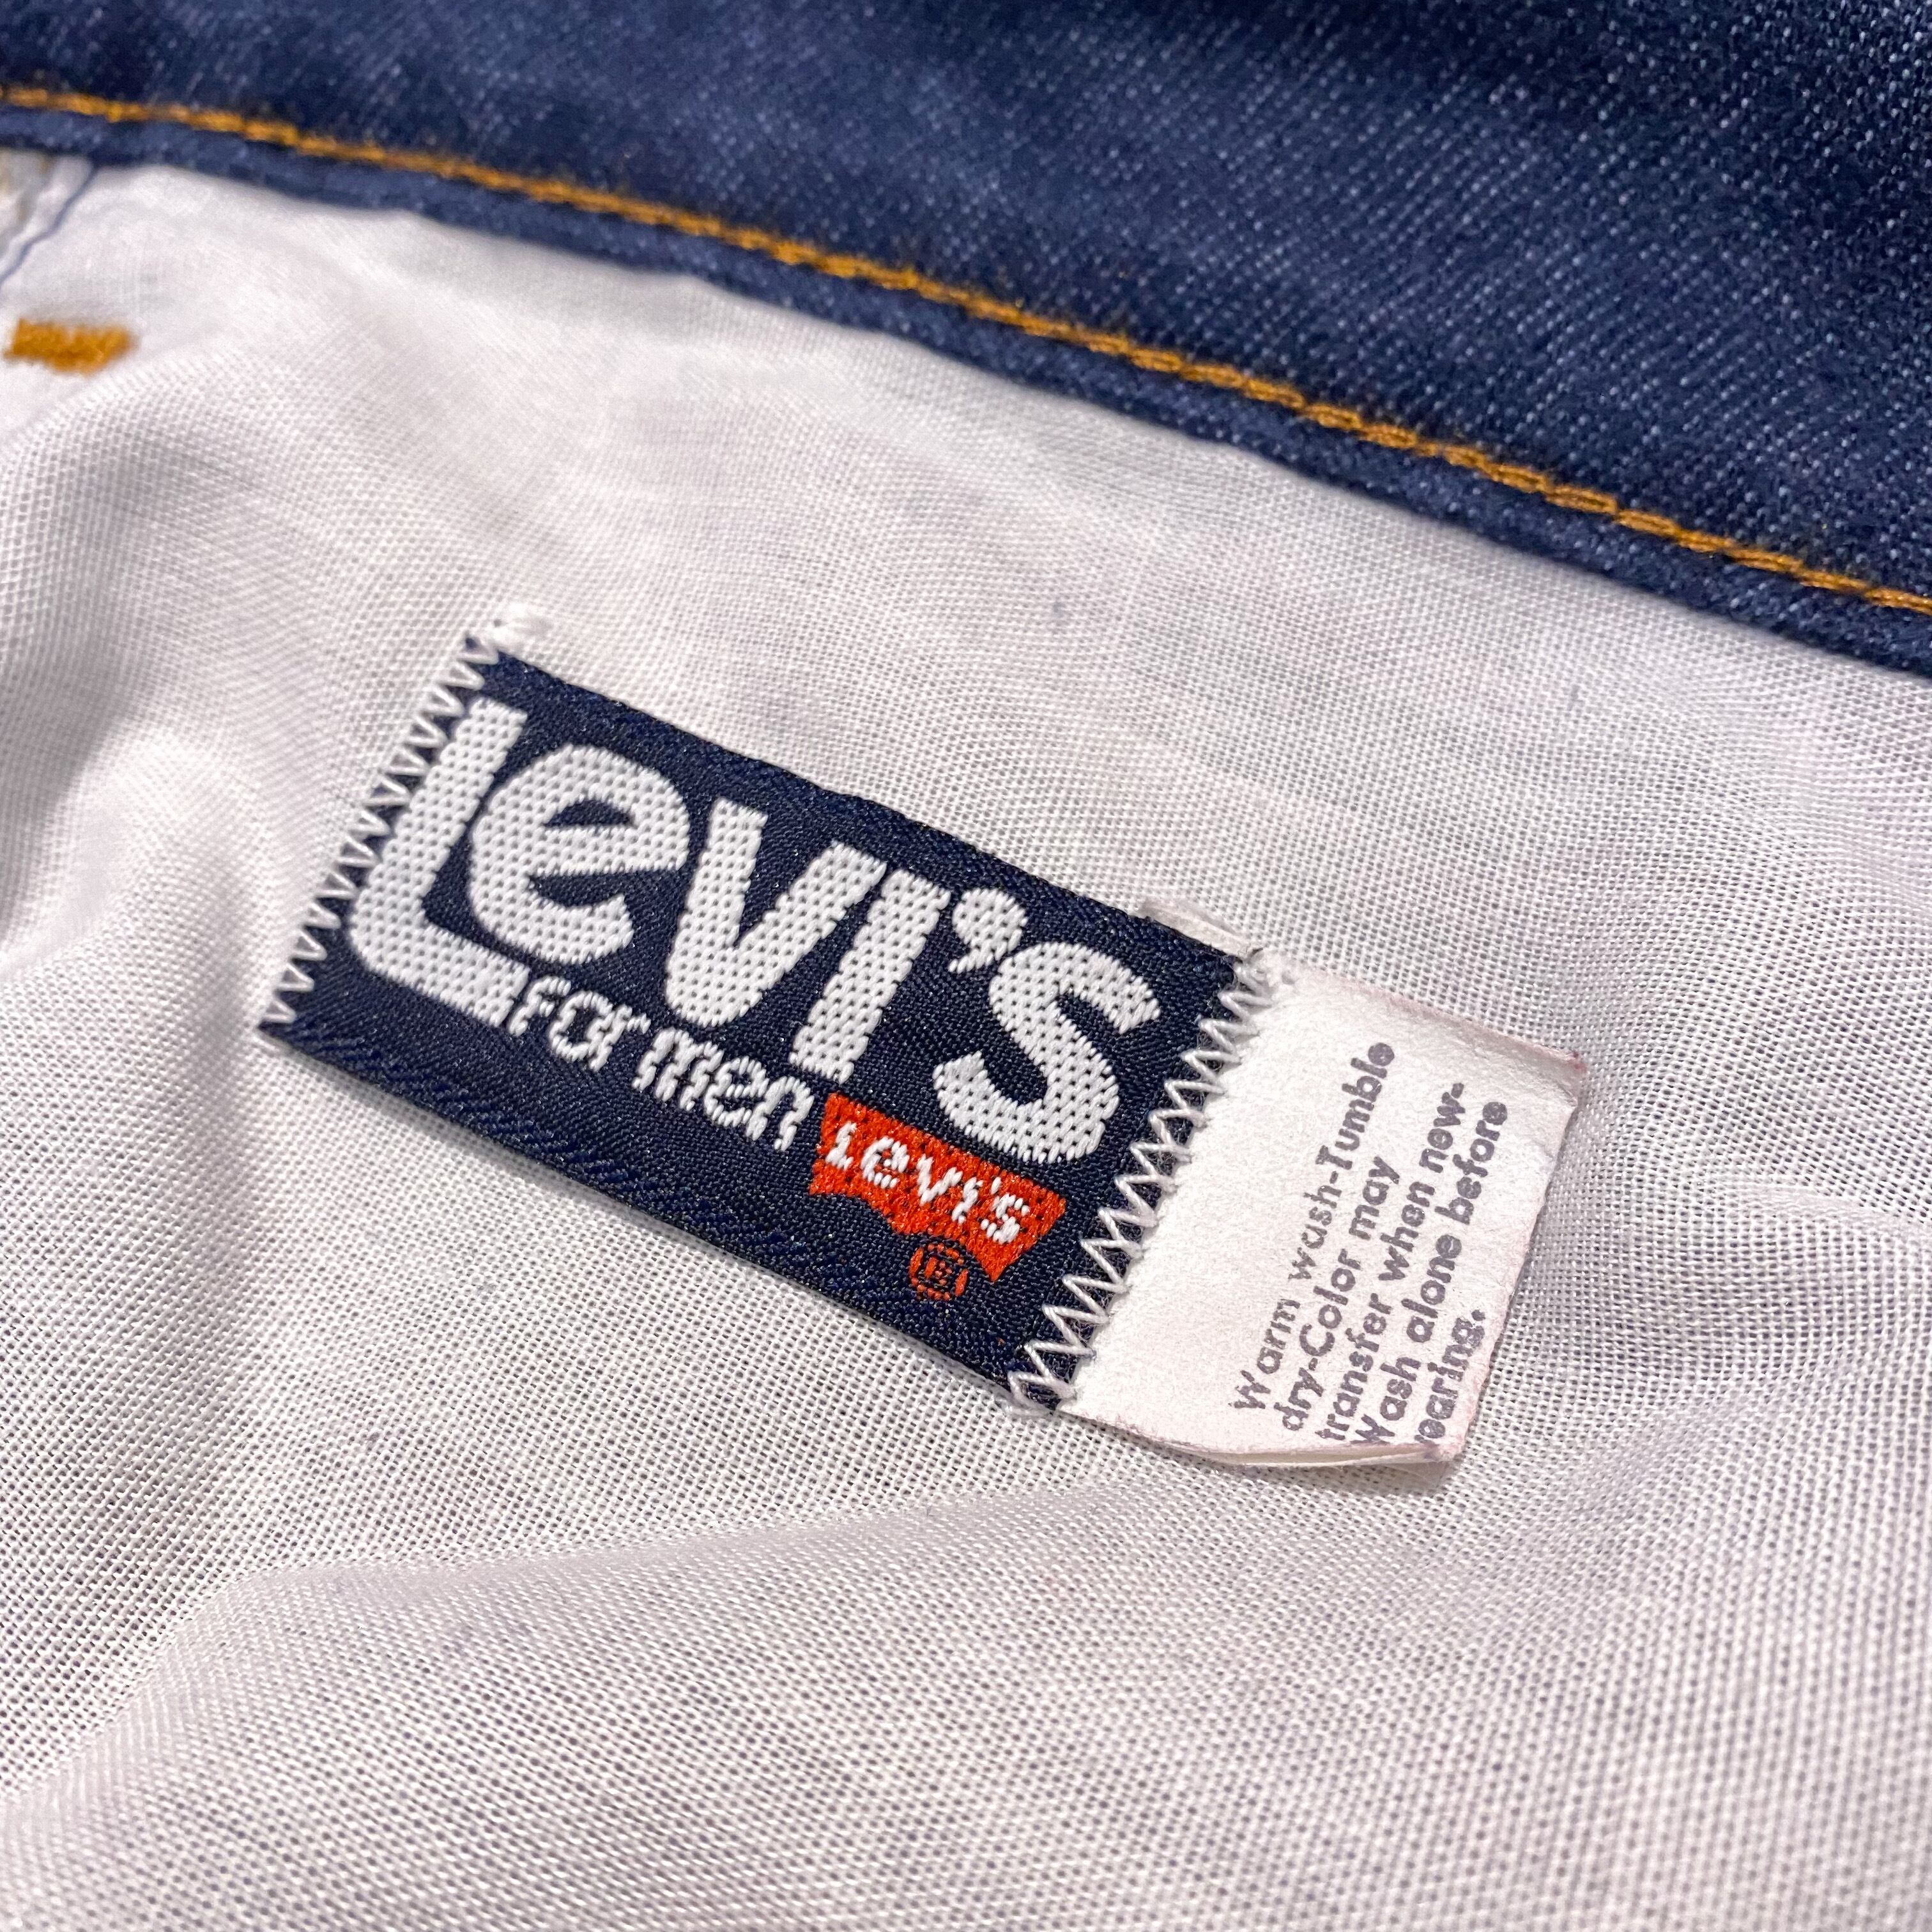 Levi's
for men
Levi's
®
Warm wash-Tumble
dry-Color may
transfer when new-
Wash alone before
wearing.